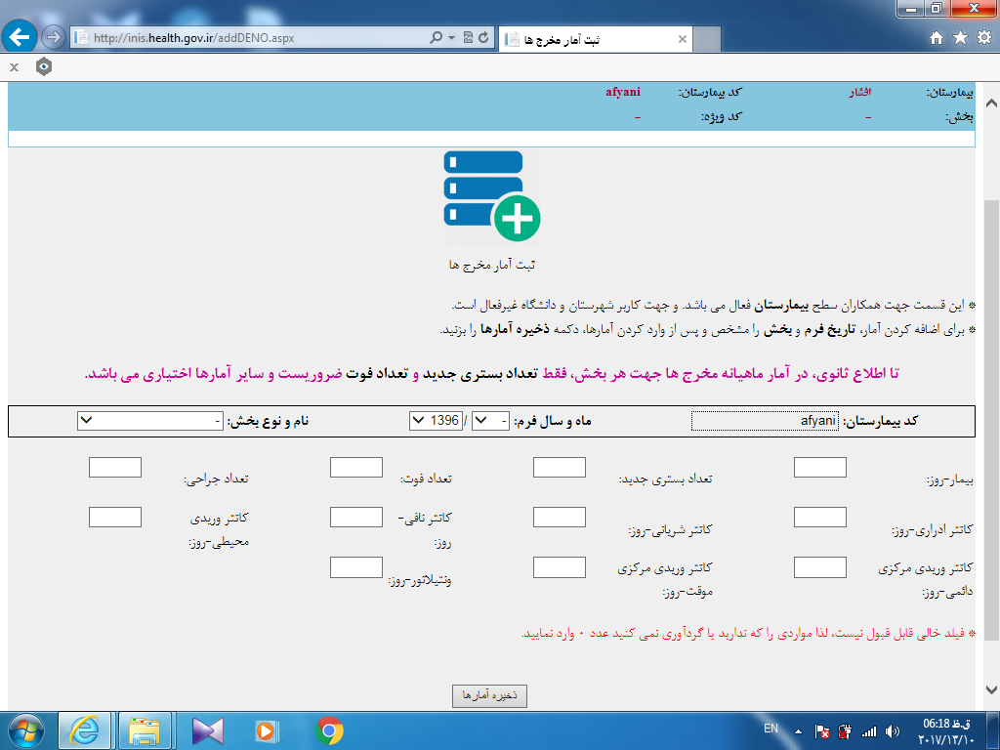 http://inis.health.gov.ir/addDENO.aspx
ثبت آمار مخرج ها
بیمارستان: افشار کد بیمارستان: afyani
بخش: - کد ویژه: -
ثبت آمار مخرج ها
* این قسمت جهت همکاران سطح بیمارستان فعال می باشد. و جهت کاربر شهرستان و دانشگاه غیرفعال است.
* برای اضافه کردن آمار، تاریخ فرم و بخش را مشخص و پس از وارد کردن آمارها، دکمه ذخیره آمارها را بزنید.
تا اطلاع ثانوی، در آمار ماهیانه مخرج ها جهت هر بخش، فقط تعداد بستری جدید و تعداد فوت ضروریست و سایر آمارها اختیاری می باشد.
کد بیمارستان: afyani ماه و سال فرم: - / 1396 نام و نوع بخش: -
بیمار-روز: تعداد بستری جدید: تعداد فوت: تعداد جراحی:
کاتتر ادراری-روز: کاتتر شریانی-روز: کاتتر نافی-روز: کاتتر وریدی محیطی-روز:
کاتتر وریدی مرکزی دائمی-روز: کاتتر وریدی مرکزی موقت-روز: ونتیلاتور-روز:
* فیلد خالی قابل قبول نیست، لذا مواردی را که ندارید یا گردآوری نمی کنید عدد ۰ وارد نمایید.
ذخیره آمارها
EN
06:18 ق.ظ
۲۰۱۷/۱۲/۱۰